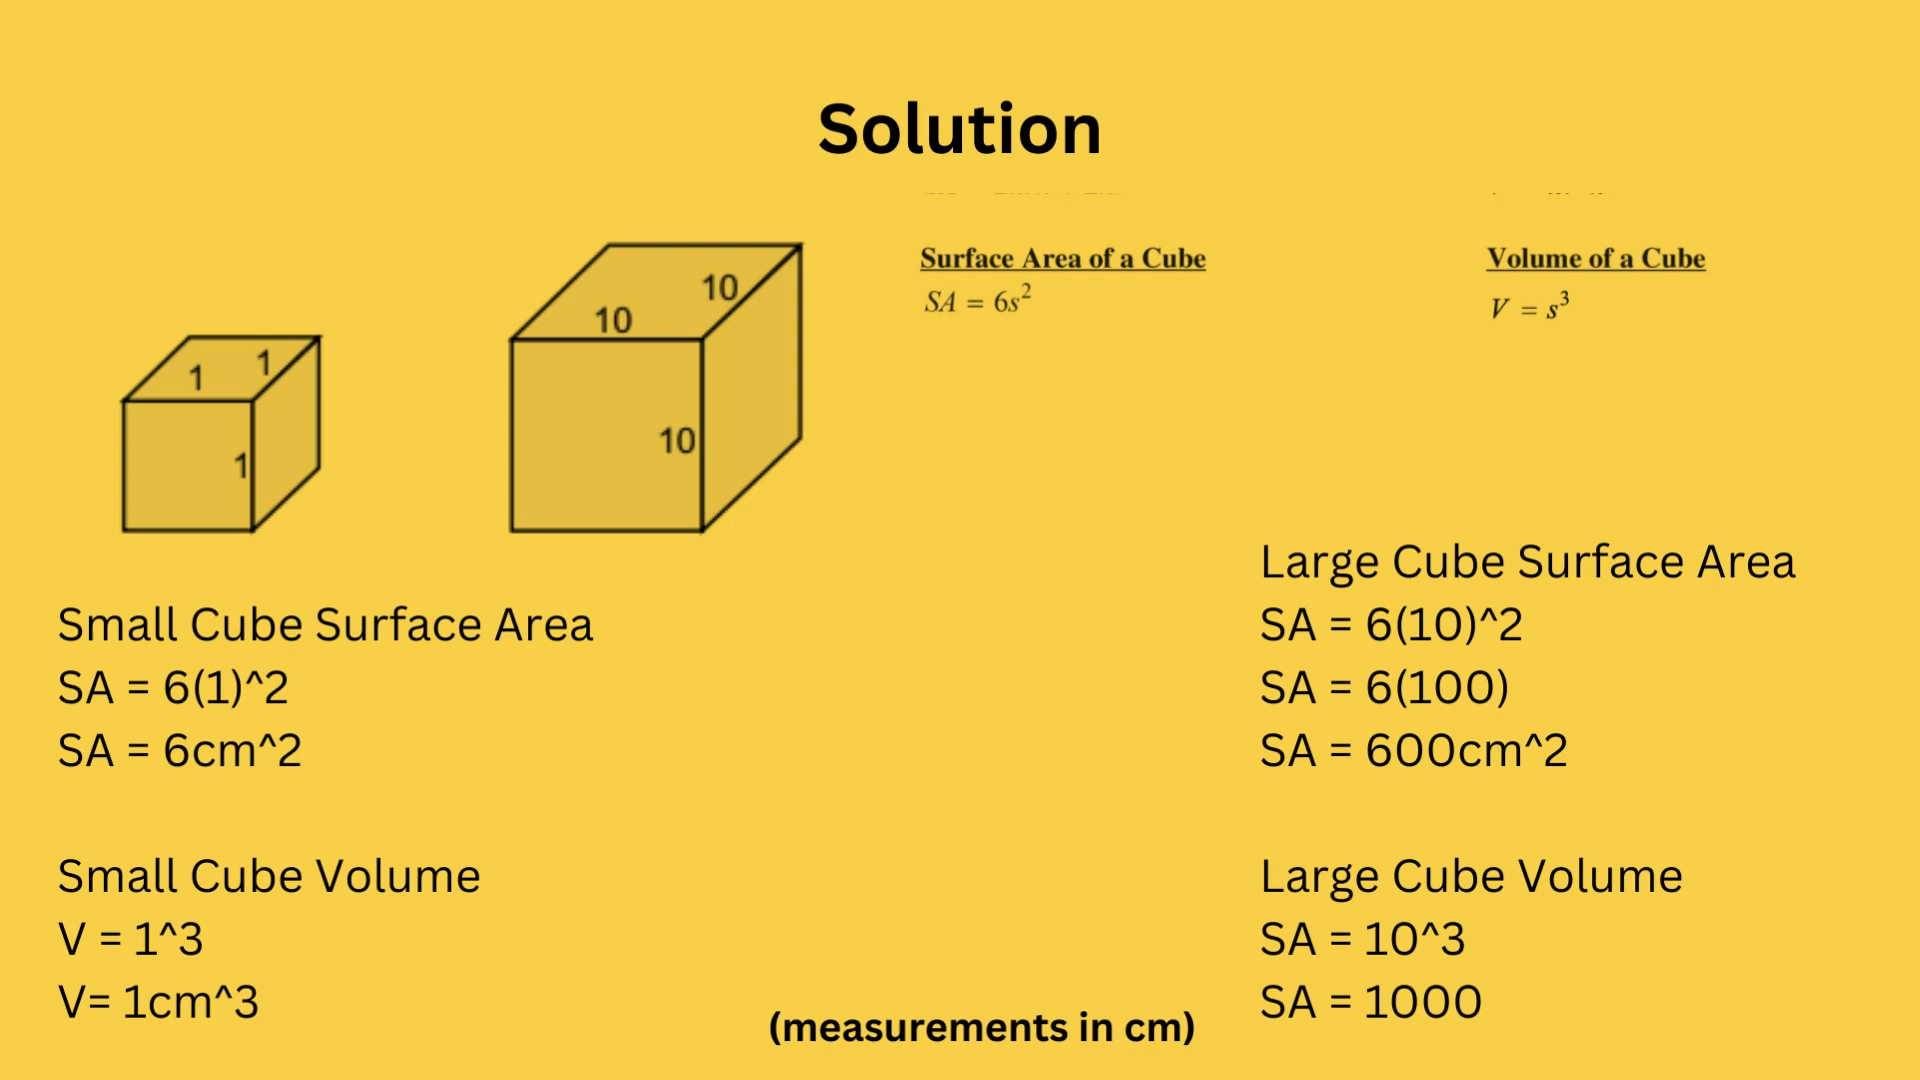 Solution
Surface Area of a Cube
SA = 6s²
Volume of a Cube
V = s³
1
1
1
10
10
10
Small Cube Surface Area
SA = 6(1)^2
SA = 6cm^2
Small Cube Volume
V = 1^3
V= 1cm^3
Large Cube Surface Area
SA = 6(10)^2
SA = 6(100)
SA = 600cm^2
Large Cube Volume
SA = 10^3
SA = 1000
(measurements in cm)